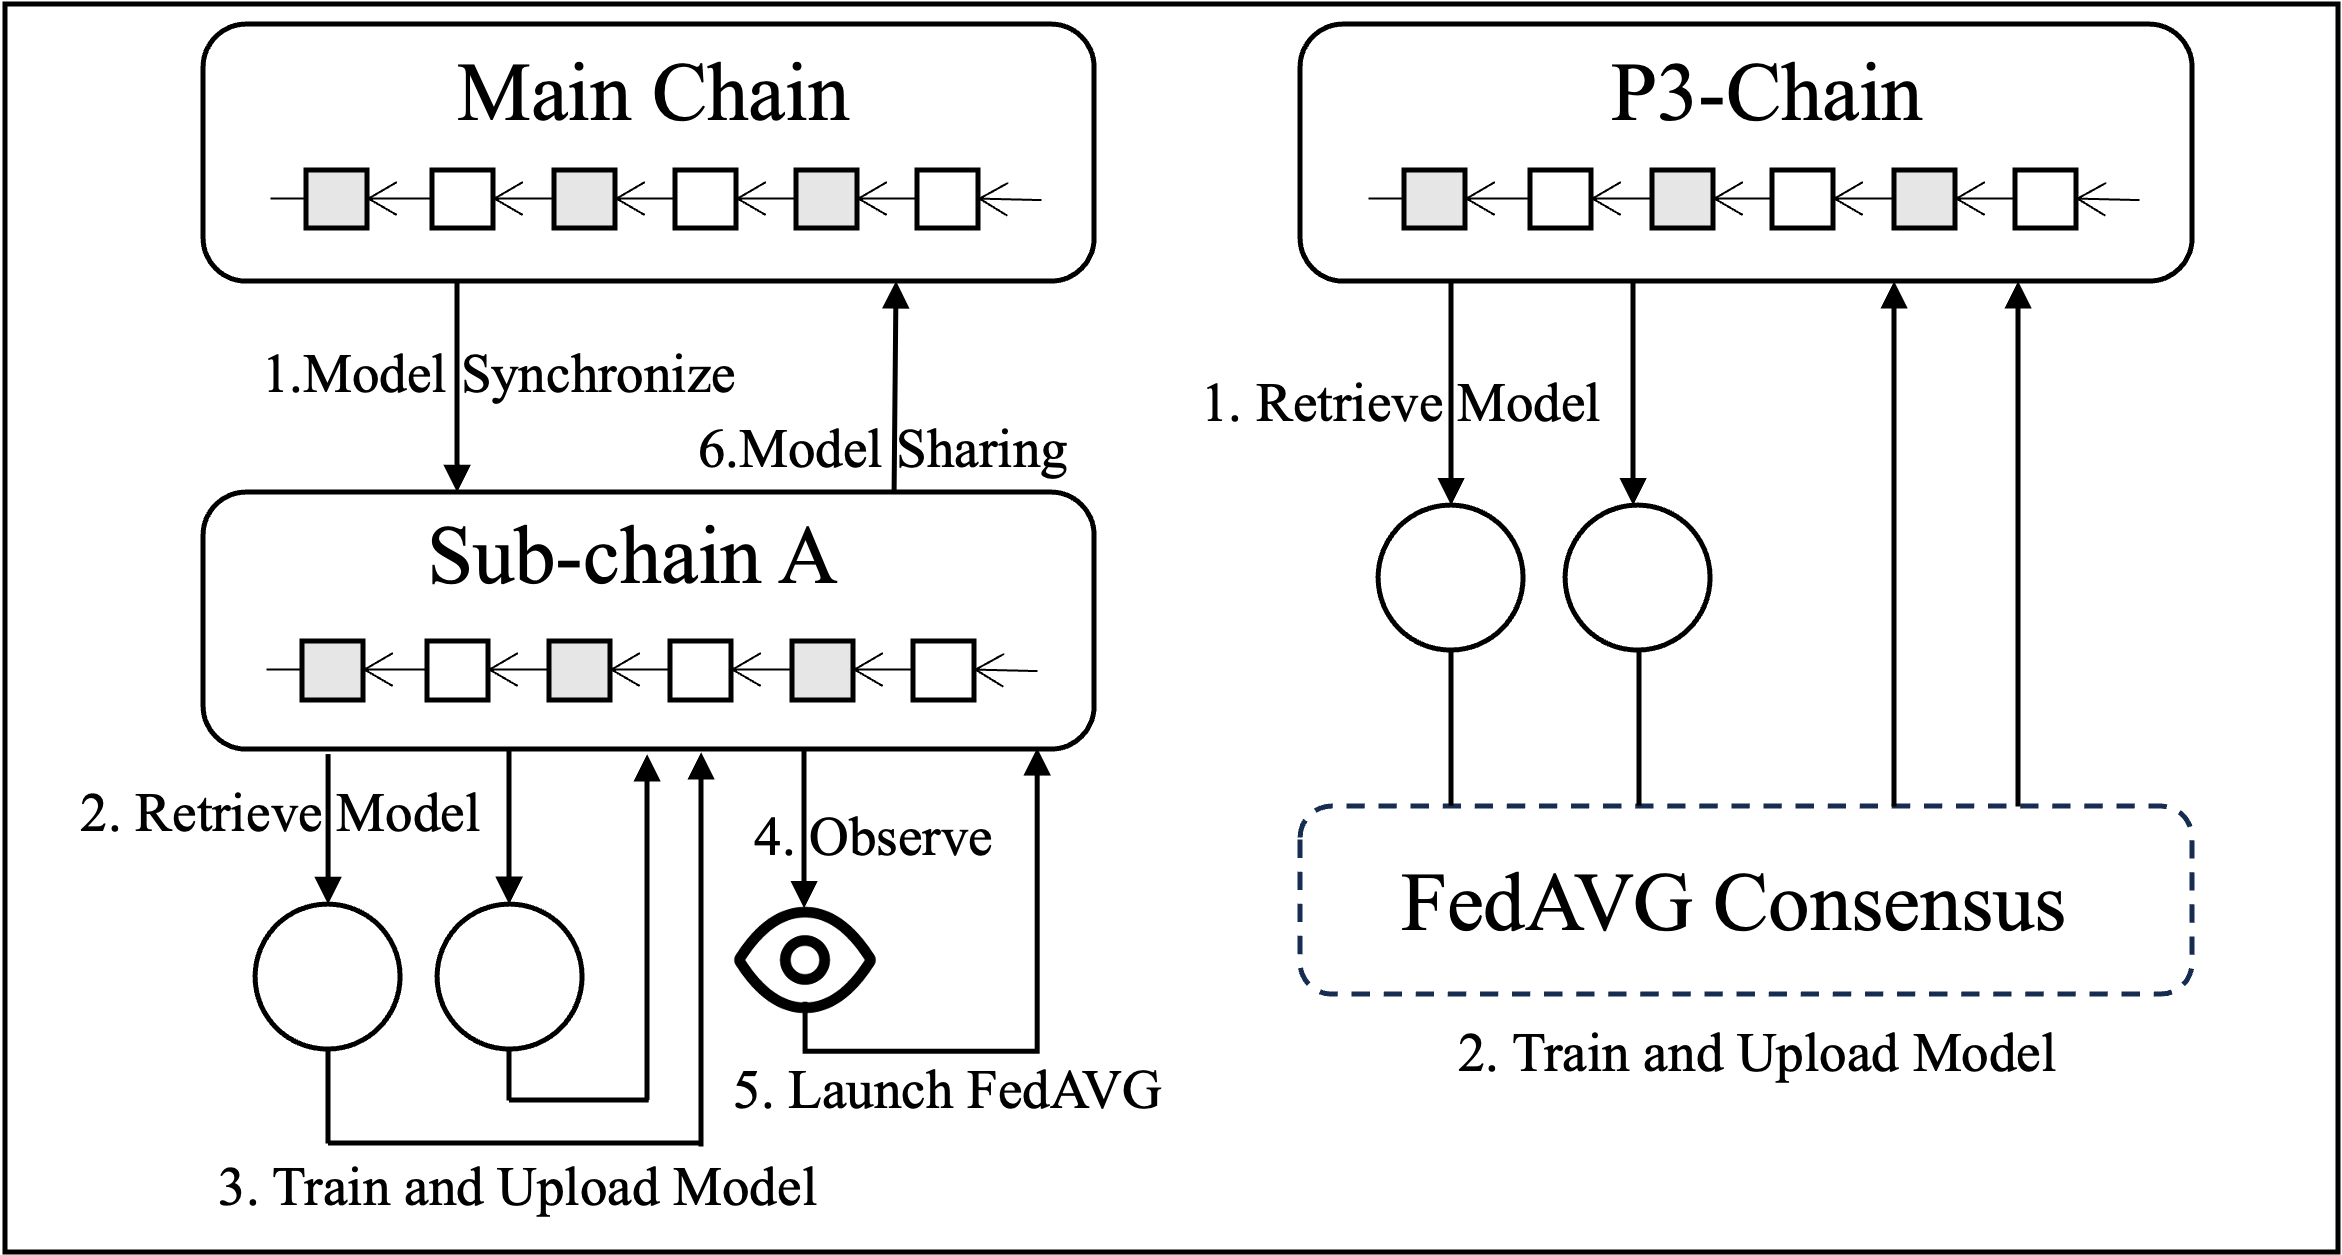 Main Chain
1.Model Synchronize
6.Model Sharing
Sub-chain A
2. Retrieve Model
4. Observe
5. Launch FedAVG
3. Train and Upload Model
P3-Chain
1. Retrieve Model
FedAVG Consensus
2. Train and Upload Model